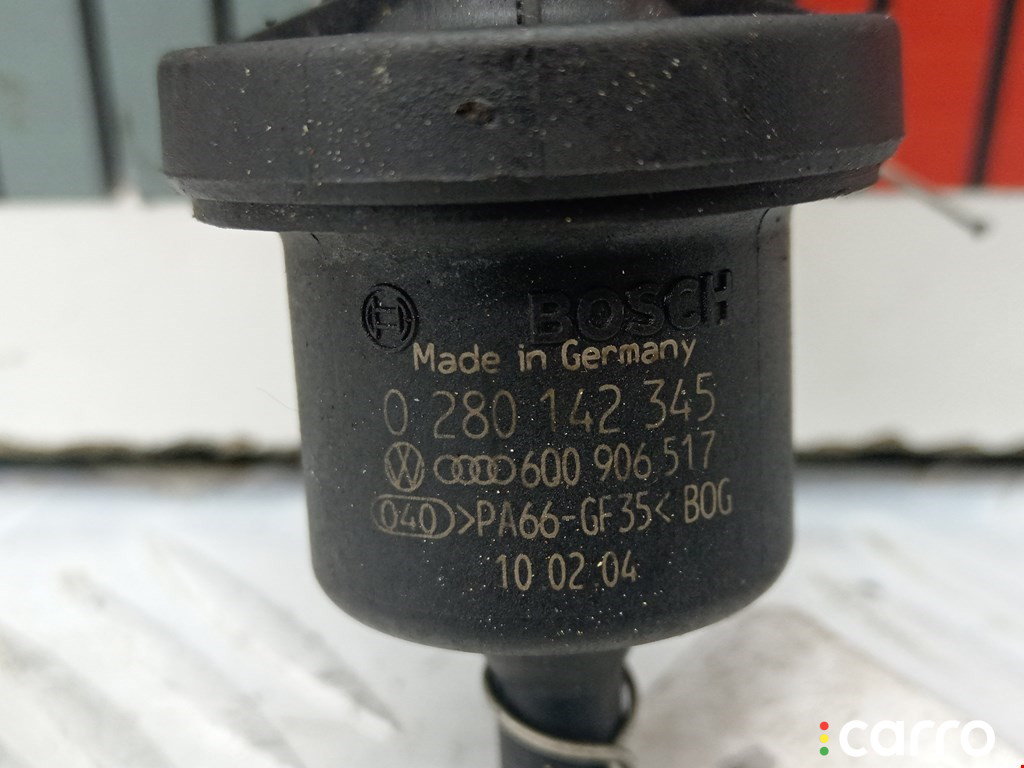 BOSCH
Made in Germany
0 280 142 345
6Q0 906 517
040 >PA66-GF35< BOG
10 02 04
carro